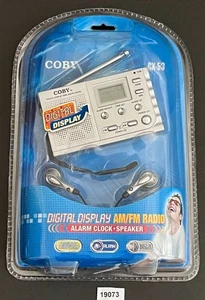 COBY
CX-53
COBY
DIGITAL
DISPLAY
DIGITAL DISPLAY AM/FM RADIO
ALARM CLOCK • SPEAKER
19073